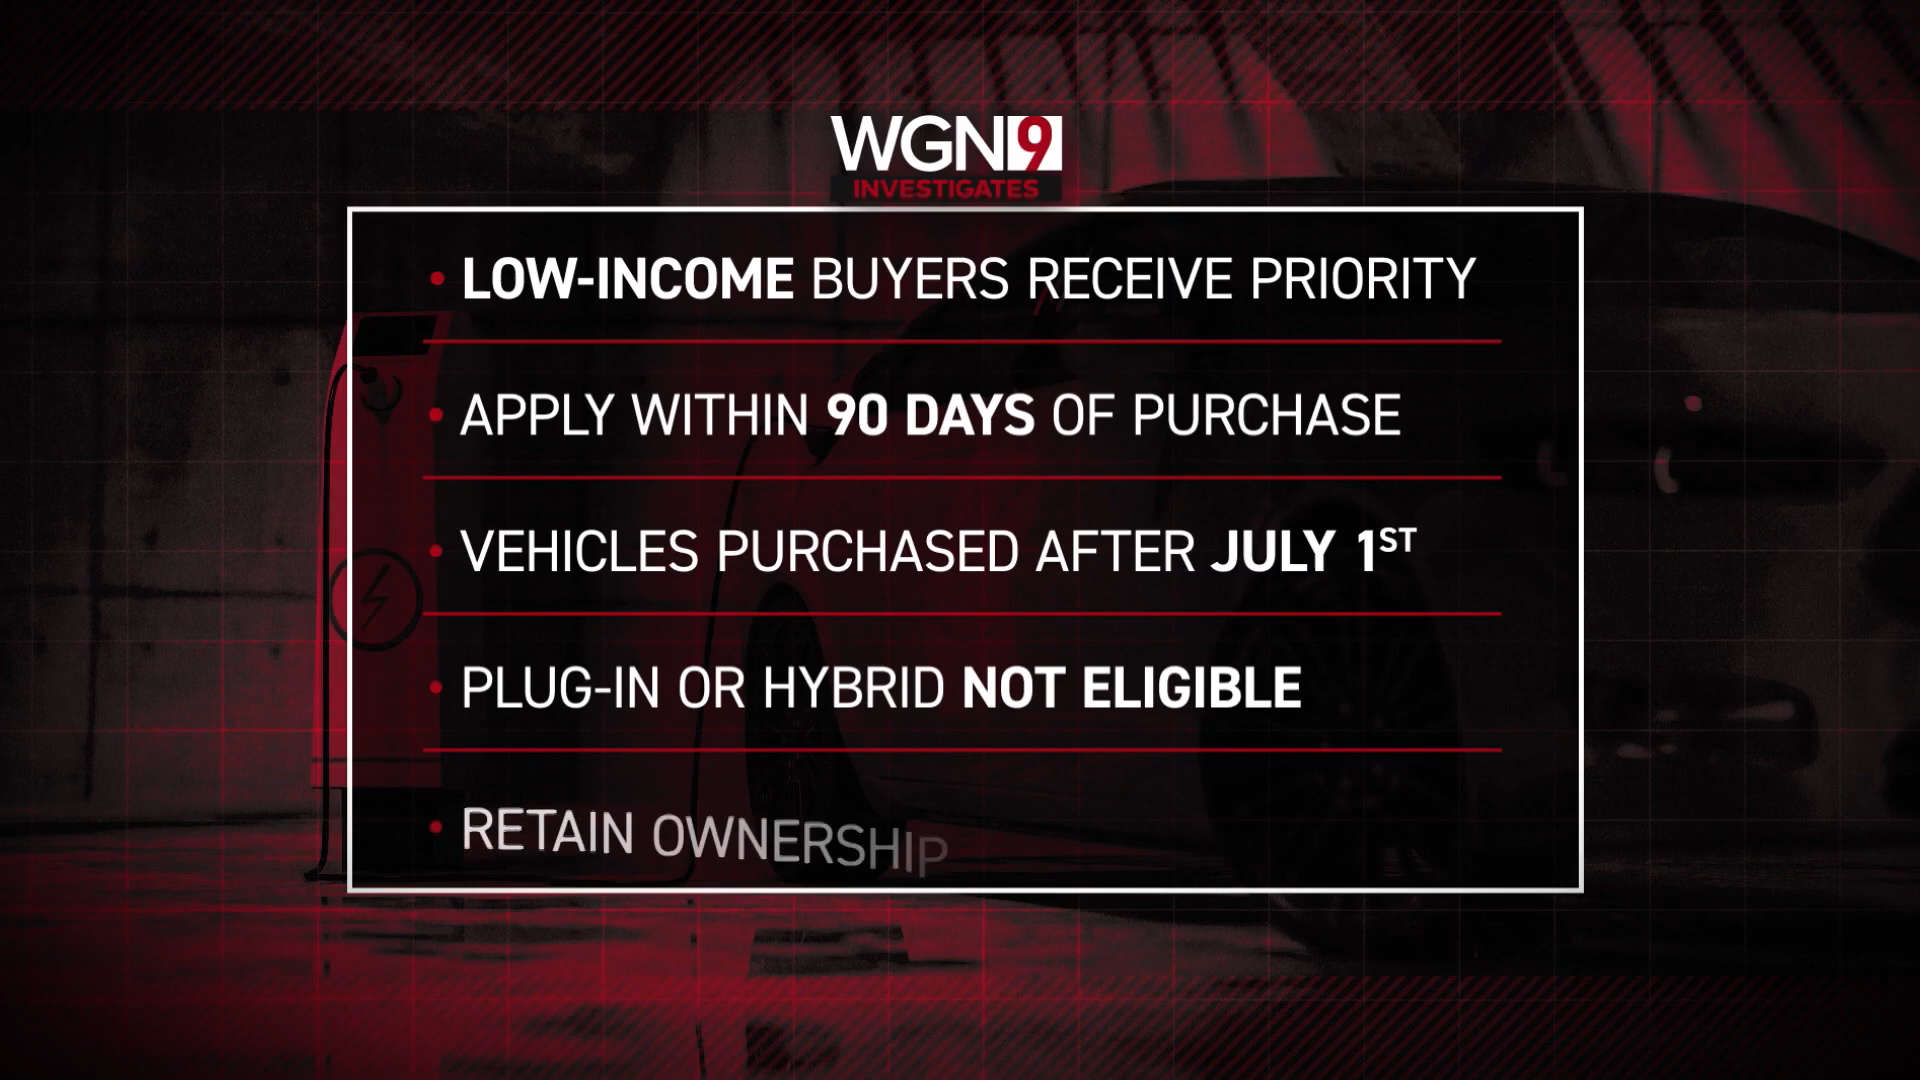 WGN9
INVESTIGATES
• LOW-INCOME BUYERS RECEIVE PRIORITY
• APPLY WITHIN 90 DAYS OF PURCHASE
• VEHICLES PURCHASED AFTER JULY 1ST
• PLUG-IN OR HYBRID NOT ELIGIBLE
• RETAIN OWNERSHIP